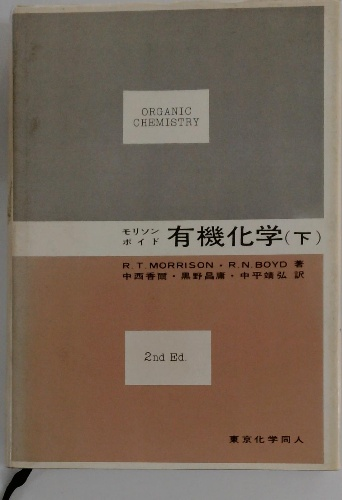 ORGANIC
CHEMISTRY
モリソン
ボイド
有機化学(下)
R.T.MORRISON・R.N.BOYD 著
中西香爾・黒野昌庸・中平靖弘 訳
2nd Ed.
東京化学同人